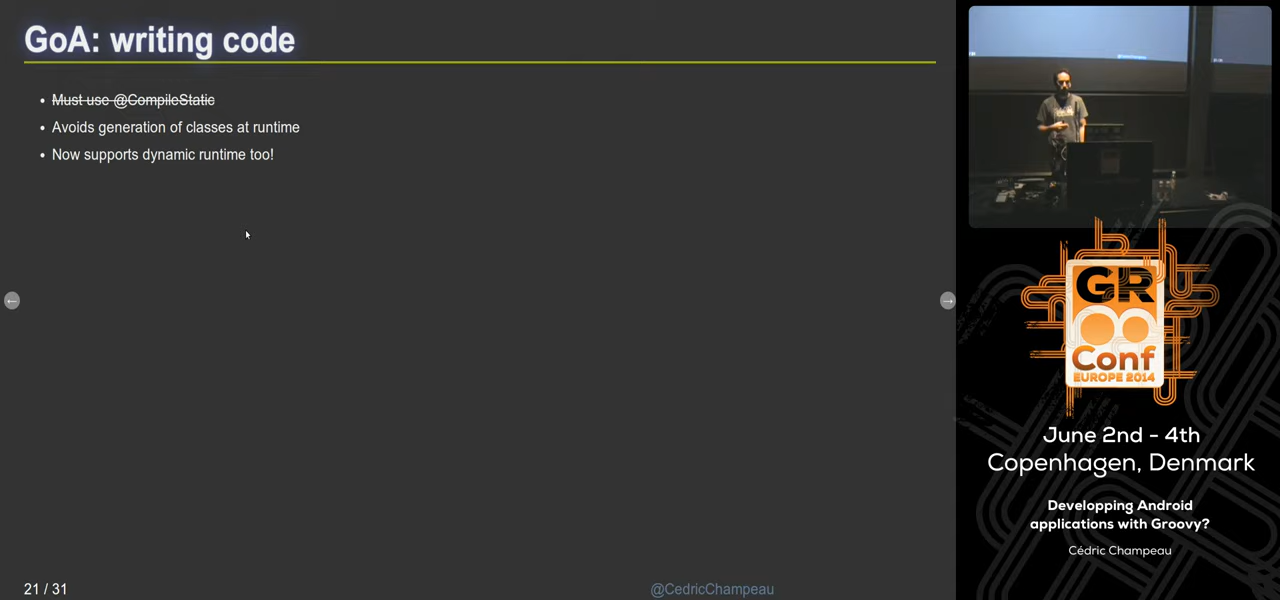 GoA: writing code
Must use @CompileStatic
Avoids generation of classes at runtime
Now supports dynamic runtime too!
21 / 31
@CedricChampeau
GR
Conf
EUROPE 2014
June 2nd - 4th
Copenhagen, Denmark
Developping Android
applications with Groovy?
Cédric Champeau